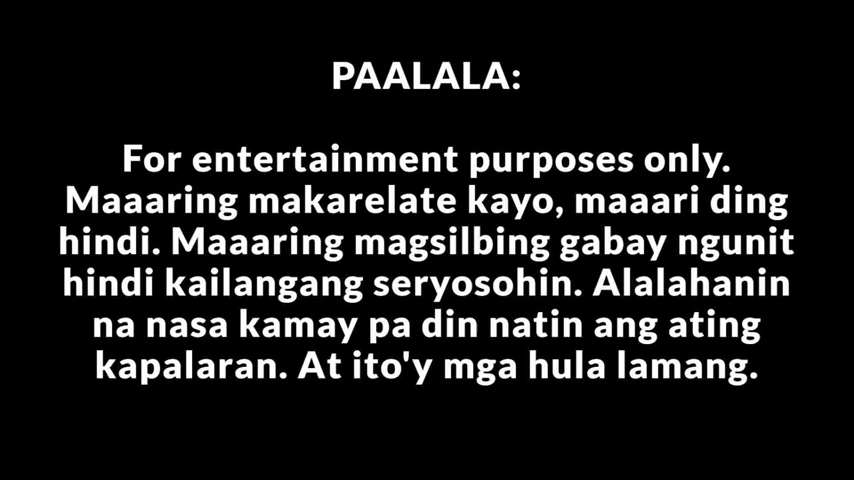 PAALALA:
For entertainment purposes only.
Maaaring makarelate kayo, maaari ding
hindi. Maaaring magsilbing gabay ngunit
hindi kailangang seryosohin. Alalahanin
na nasa kamay pa din natin ang ating
kapalaran. At ito'y mga hula lamang.